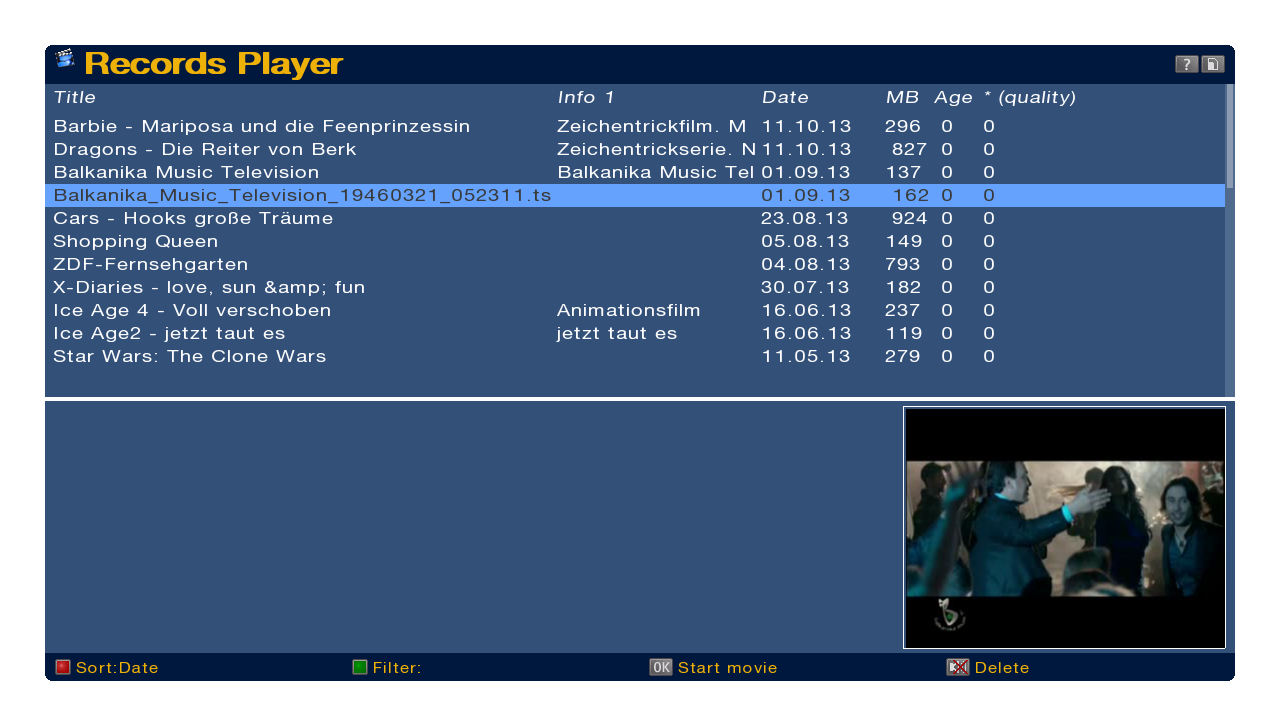 Records Player
?
Title Info 1 Date MB Age * (quality)
Barbie - Mariposa und die Feenprinzessin Zeichentrickfilm. M 11.10.13 296 0 0
Dragons - Die Reiter von Berk Zeichentrickserie. N 11.10.13 827 0 0
Balkanika Music Television Balkanika Music Tel 01.09.13 137 0 0
Balkanika_Music_Television_19460321_052311.ts 01.09.13 162 0 0
Cars - Hooks große Träume 23.08.13 924 0 0
Shopping Queen 05.08.13 149 0 0
ZDF-Fernsehgarten 04.08.13 793 0 0
X-Diaries - love, sun &amp; fun 30.07.13 182 0 0
Ice Age 4 - Voll verschoben Animationsfilm 16.06.13 237 0 0
Ice Age2 - jetzt taut es jetzt taut es 16.06.13 119 0 0
Star Wars: The Clone Wars 11.05.13 279 0 0
Sort:Date Filter: OK Start movie Delete